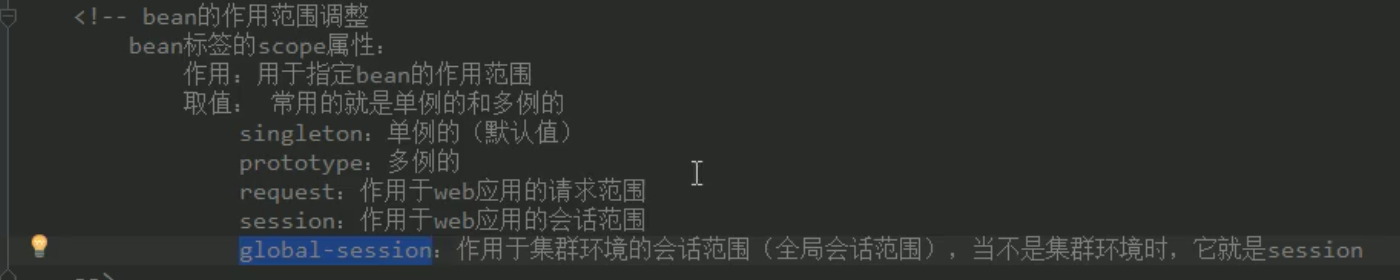 <!-- bean的作用范围调整
bean标签的scope属性：
作用：用于指定bean的作用范围
取值： 常用的就是单例的和多例的
singleton：单例的（默认值）
prototype：多例的
request：作用于web应用的请求范围
session：作用于web应用的会话范围
global-session：作用于集群环境的会话范围（全局会话范围），当不是集群环境时，它就是session
-->